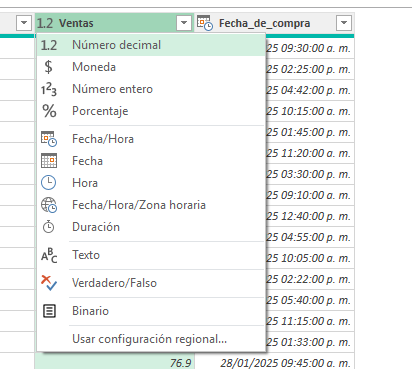 1.2 Ventas Fecha_de_compra
1.2 Número decimal 25 09:30:00 a. m.
$ Moneda 25 02:25:00 p. m.
123 Número entero 25 04:42:00 p. m.
% Porcentaje 25 10:15:00 a. m.
Fecha/Hora 25 01:45:00 p. m.
Fecha 25 11:20:00 a. m.
Hora 25 03:30:00 p. m.
Fecha/Hora/Zona horaria 25 09:10:00 a. m.
Duración 25 12:40:00 p. m.
25 04:55:00 p. m.
ABC Texto 25 10:05:00 a. m.
Verdadero/Falso 25 02:22:00 p. m.
25 05:40:00 p. m.
Binario 25 11:15:00 a. m.
Usar configuración regional... 25 01:33:00 p. m.
76.9 28/01/2025 09:45:00 a. m.